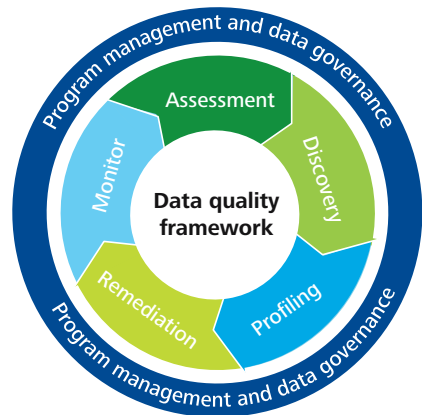 Program management and data governance
Assessment
Discovery
Profiling
Remediation
Monitor
Data quality
framework
Program management and data governance